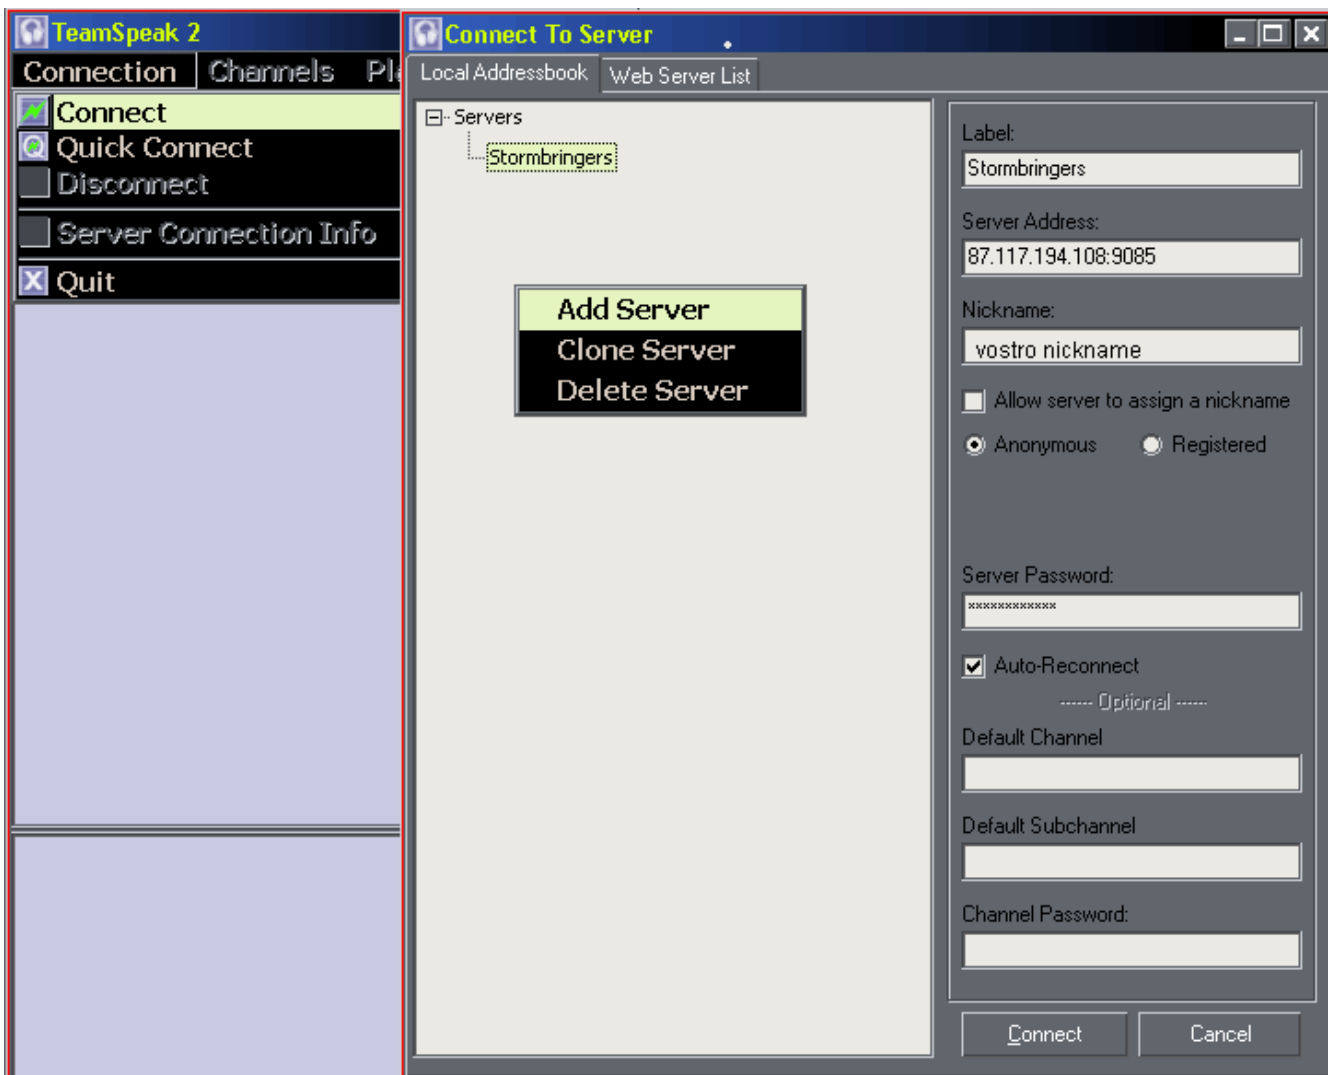 TeamSpeak 2
Connection Channels
Connect
Quick Connect
Disconnect
Server Connection Info
Quit
Connect To Server
Local Addressbook Web Server List
Servers
Stormbringers
Add Server
Clone Server
Delete Server
Label:
Stormbringers
Server Address:
87.117.194.108:9085
Nickname:
vostro nickname
Allow server to assign a nickname
Anonymous Registered
Server Password:
************
Auto-Reconnect
------ Optional ------
Default Channel
Default Subchannel
Channel Password:
Connect Cancel